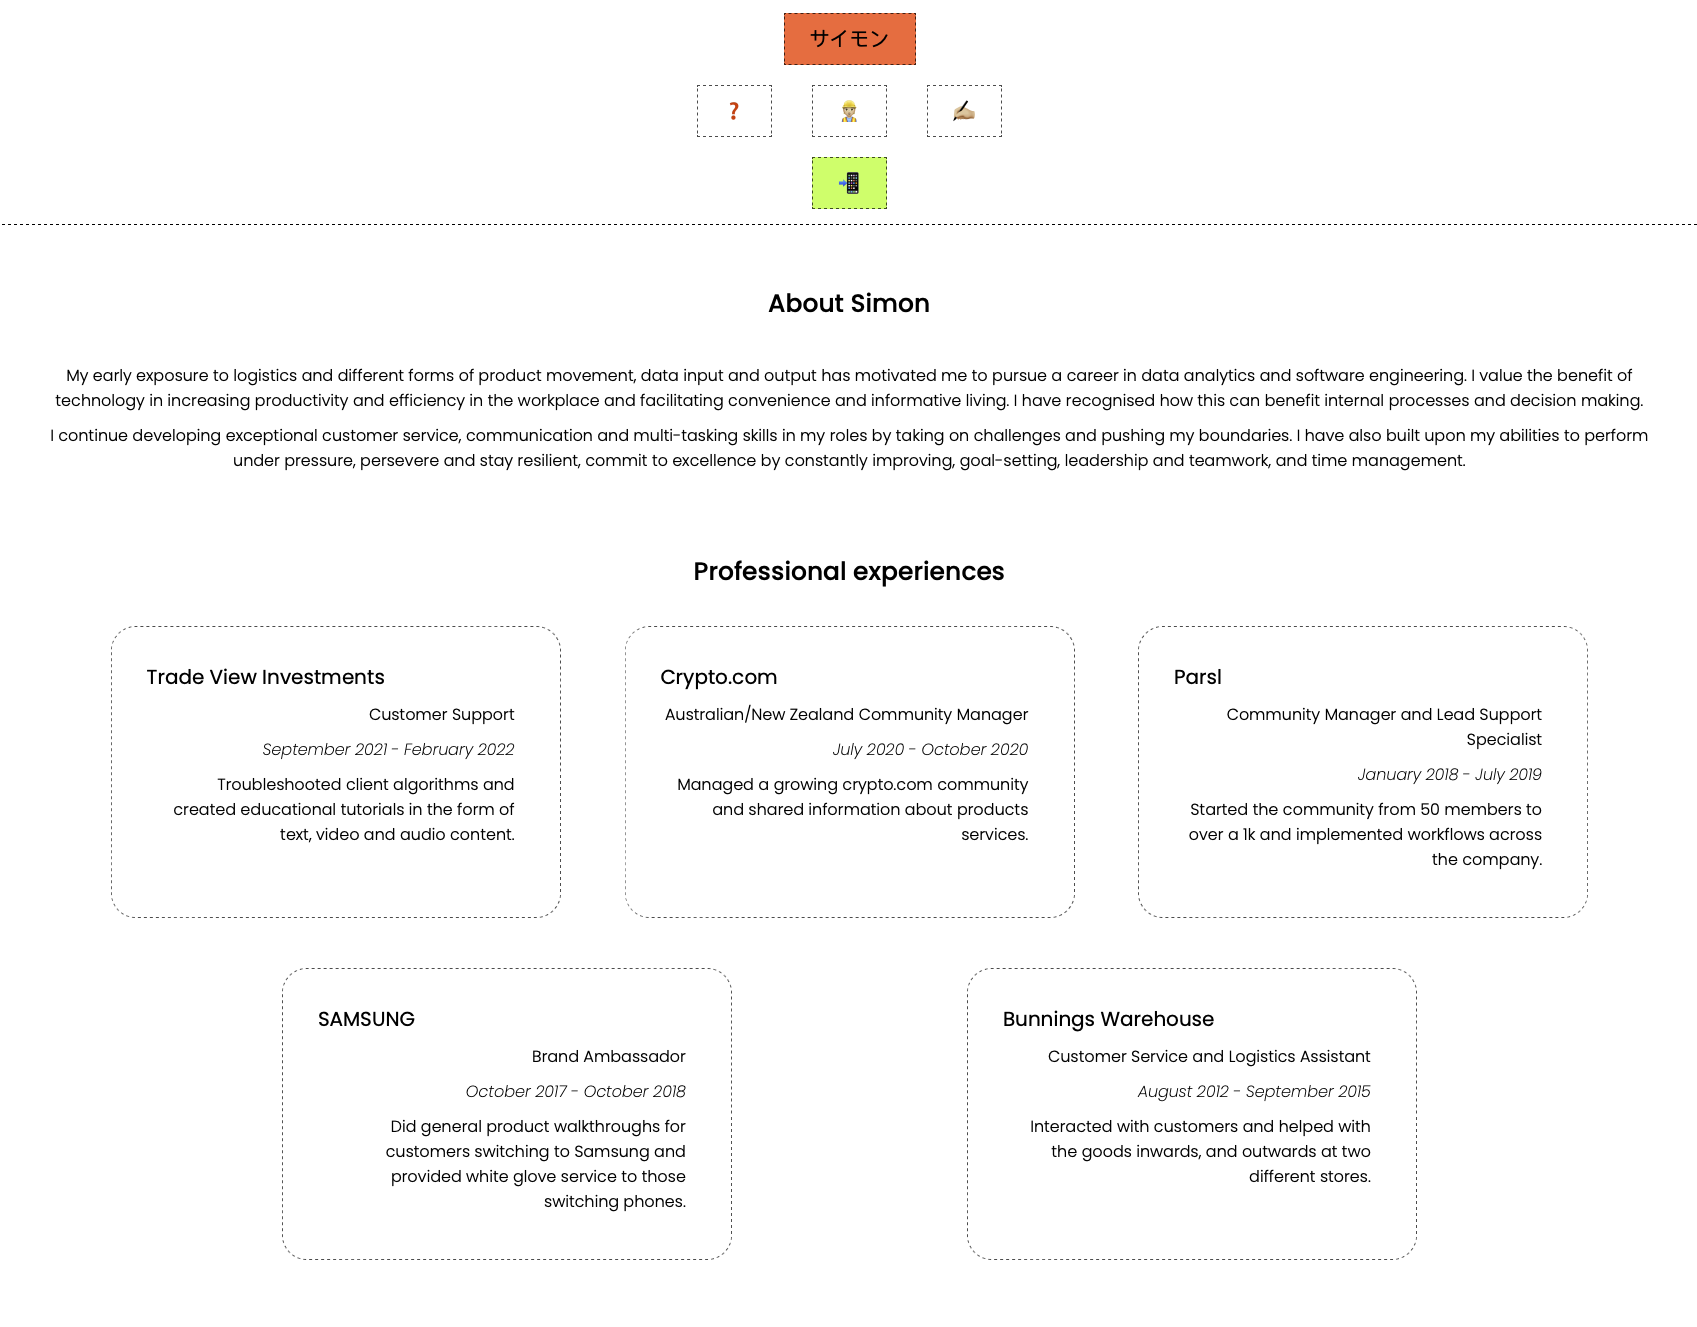 サイモン
About Simon
My early exposure to logistics and different forms of product movement, data input and output has motivated me to pursue a career in data analytics and software engineering. I value the benefit of
technology in increasing productivity and efficiency in the workplace and facilitating convenience and informative living. I have recognised how this can benefit internal processes and decision making.
I continue developing exceptional customer service, communication and multi-tasking skills in my roles by taking on challenges and pushing my boundaries. I have also built upon my abilities to perform
under pressure, persevere and stay resilient, commit to excellence by constantly improving, goal-setting, leadership and teamwork, and time management.
Professional experiences
Trade View Investments
Customer Support
September 2021 - February 2022
Troubleshooted client algorithms and
created educational tutorials in the form of
text, video and audio content.
Crypto.com
Australian/New Zealand Community Manager
July 2020 - October 2020
Managed a growing crypto.com community
and shared information about products
services.
Parsl
Community Manager and Lead Support
Specialist
January 2018 - July 2019
Started the community from 50 members to
over a 1k and implemented workflows across
the company.
SAMSUNG
Brand Ambassador
October 2017 - October 2018
Did general product walkthroughs for
customers switching to Samsung and
provided white glove service to those
switching phones.
Bunnings Warehouse
Customer Service and Logistics Assistant
August 2012 - September 2015
Interacted with customers and helped with
the goods inwards, and outwards at two
different stores.